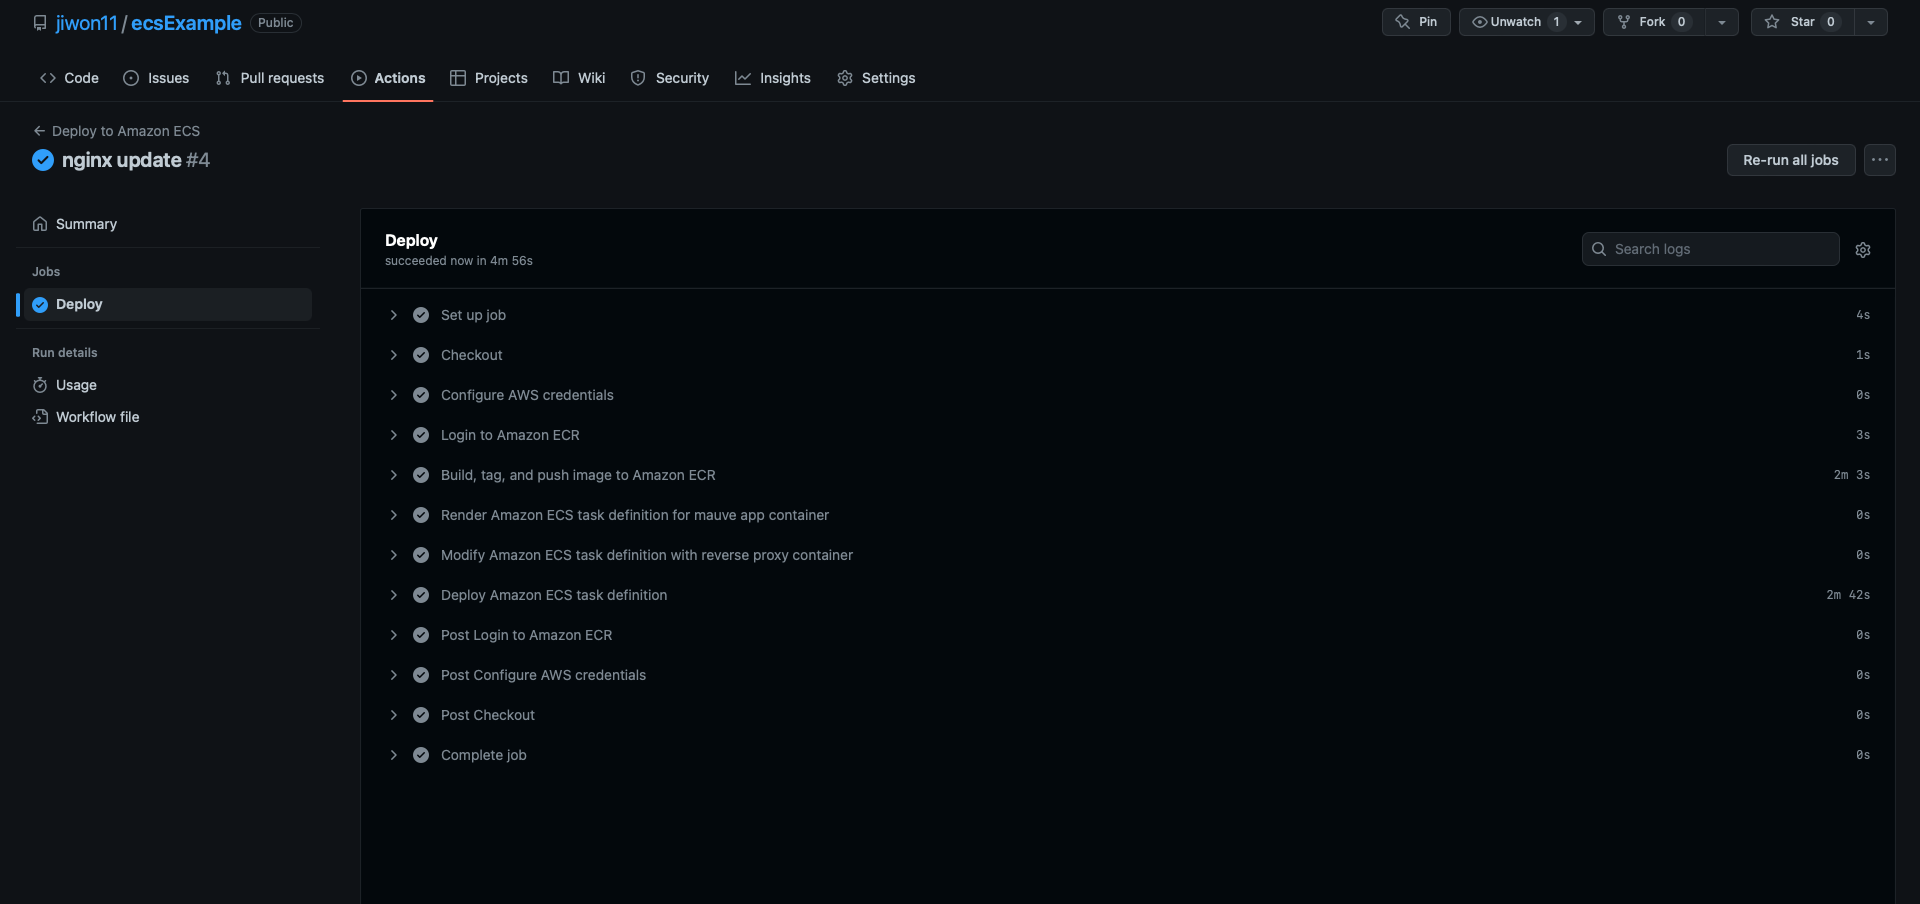 jiwon11 / ecsExample Public
Pin
Unwatch 1
Fork 0
Star 0
Code
Issues
Pull requests
Actions
Projects
Wiki
Security
Insights
Settings
Deploy to Amazon ECS
nginx update #4
Re-run all jobs
Summary
Jobs
Deploy
Run details
Usage
Workflow file
Deploy
succeeded now in 4m 56s
Search logs
Set up job 4s
Checkout 1s
Configure AWS credentials 0s
Login to Amazon ECR 3s
Build, tag, and push image to Amazon ECR 2m 3s
Render Amazon ECS task definition for mauve app container 0s
Modify Amazon ECS task definition with reverse proxy container 0s
Deploy Amazon ECS task definition 2m 42s
Post Login to Amazon ECR 0s
Post Configure AWS credentials 0s
Post Checkout 0s
Complete job 0s